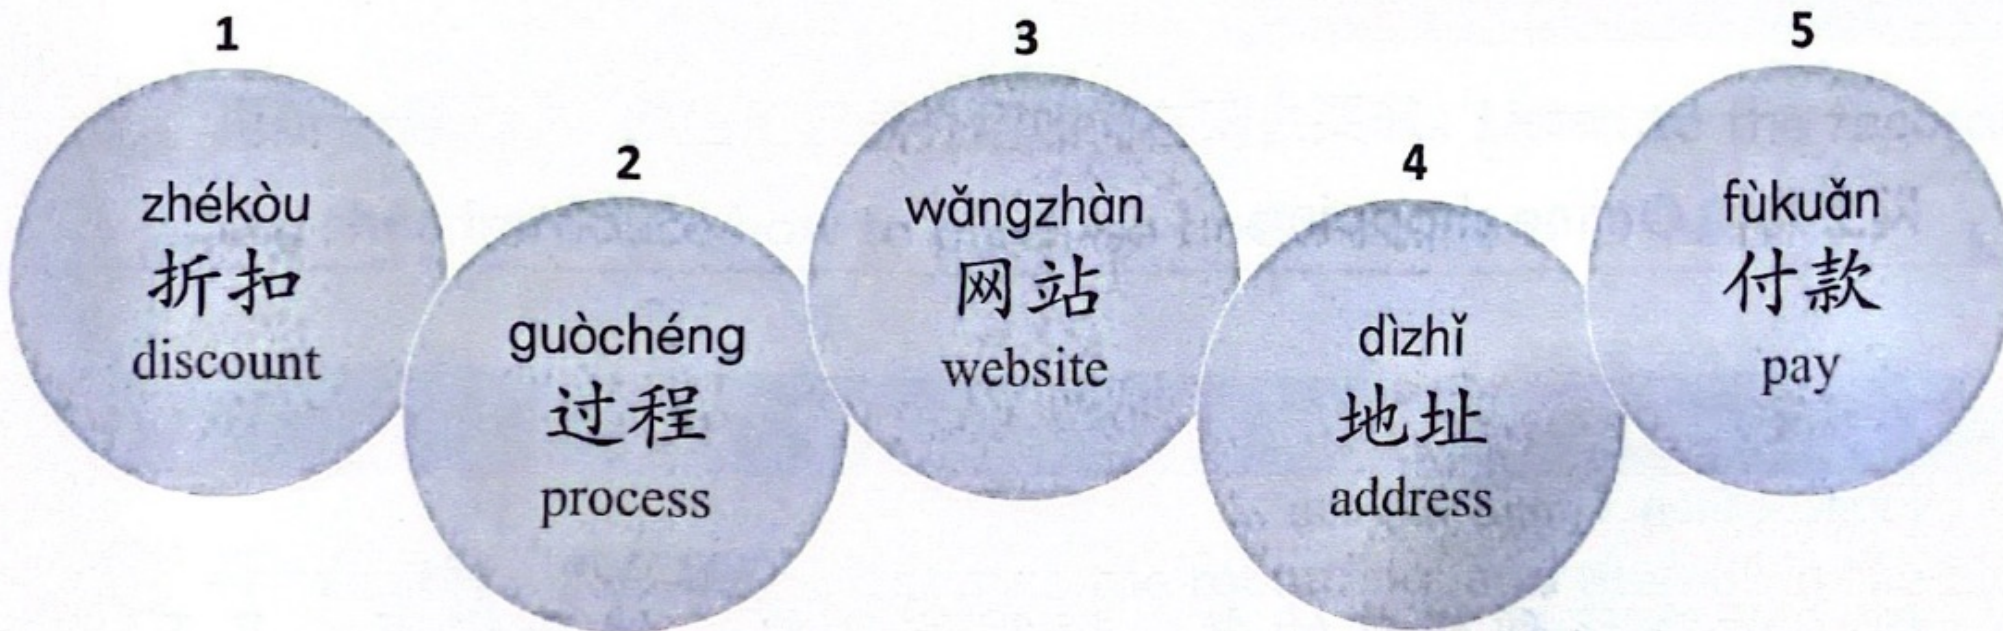 1
zhékòu
折扣
discount
2
guòchéng
过程
process
3
wǎngzhàn
网站
website
4
dìzhǐ
地址
address
5
fùkuǎn
付款
pay